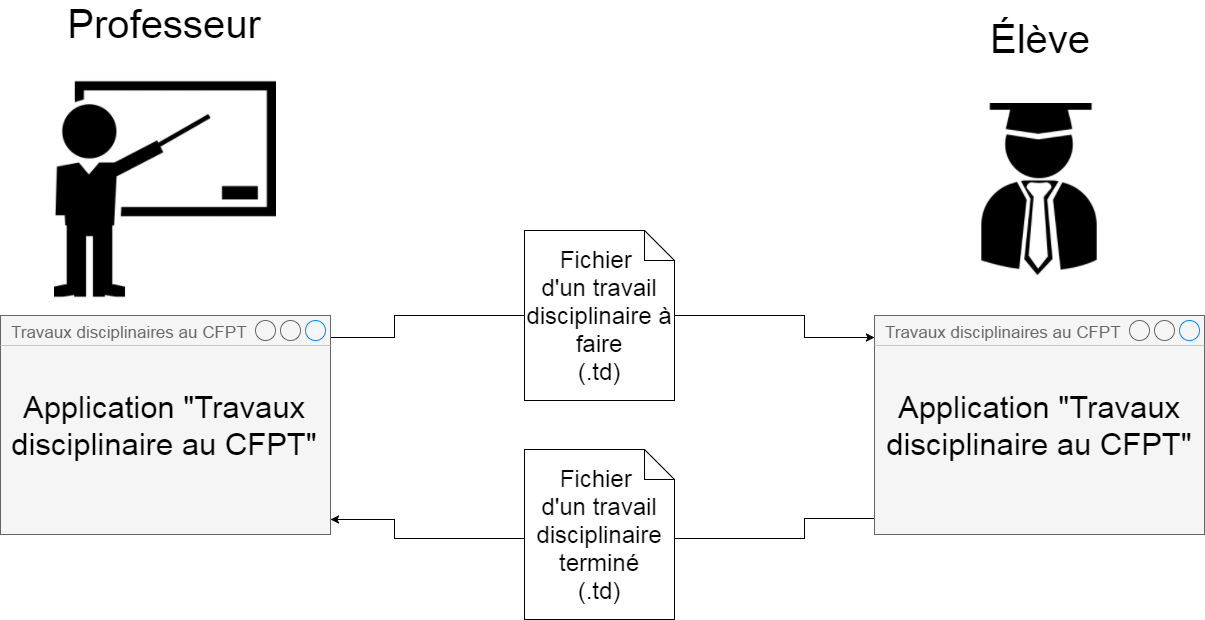 Professeur
Élève
Fichier
d'un travail
disciplinaire à
faire
(.td)
Travaux disciplinaires au CFPT
Application "Travaux
disciplinaire au CFPT"
Travaux disciplinaires au CFPT
Application "Travaux
disciplinaire au CFPT"
Fichier
d'un travail
disciplinaire
terminé
(.td)